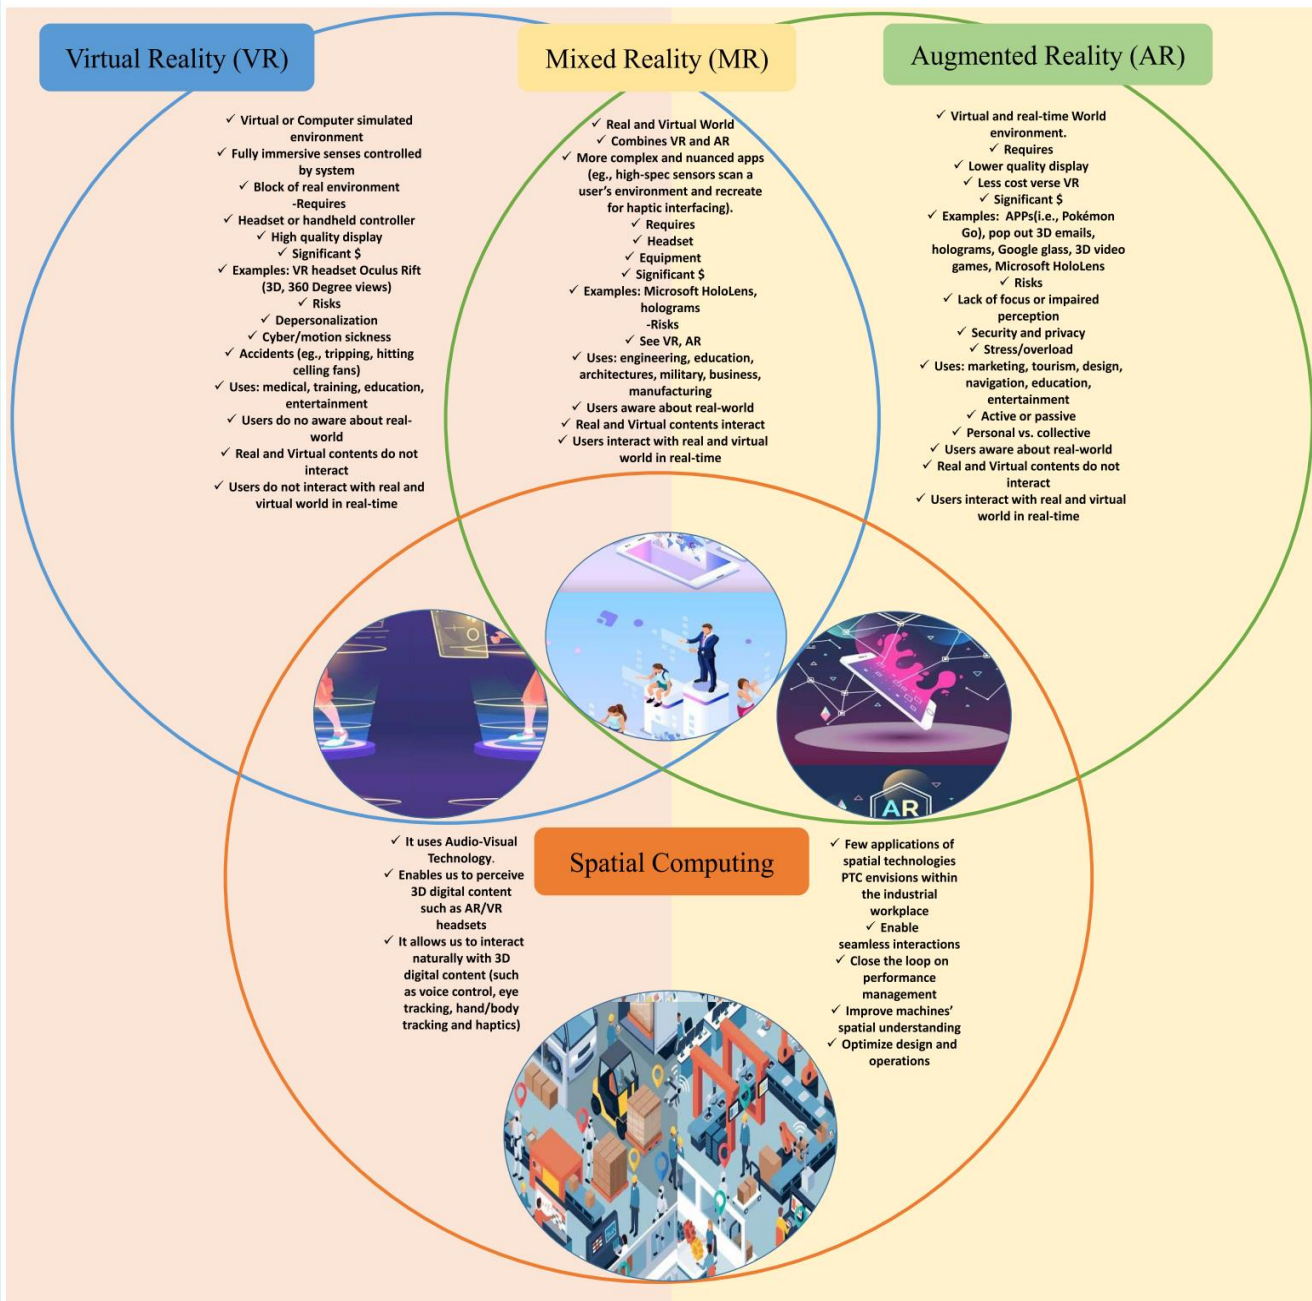 Virtual Reality (VR)
✓ Virtual or Computer simulated
environment
✓ Fully immersive senses controlled
by system
✓ Block of real environment
-Requires
✓ Headset or handheld controller
✓ High quality display
✓ Significant $
✓ Examples: VR headset Oculus Rift
(3D, 360 Degree views)
✓ Risks
✓ Depersonalization
✓ Cyber/motion sickness
✓ Accidents (eg., tripping, hitting
celling fans)
✓ Uses: medical, training, education,
entertainment
✓ Users do no aware about real-
world
✓ Real and Virtual contents do not
interact
✓ Users do not interact with real and
virtual world in real-time
Mixed Reality (MR)
✓ Real and Virtual World
✓ Combines VR and AR
✓ More complex and nuanced apps
(eg., high-spec sensors scan a
user's environment and recreate
for haptic interfacing).
✓ Requires
✓ Headset
✓ Equipment
✓ Significant $
✓ Examples: Microsoft HoloLens,
holograms
-Risks
✓ See VR, AR
✓ Uses: engineering, education,
architectures, military, business,
manufacturing
✓ Users aware about real-world
✓ Real and Virtual contents interact
✓ Users interact with real and virtual
world in real-time
Augmented Reality (AR)
✓ Virtual and real-time World
environment.
✓ Requires
✓ Lower quality display
✓ Less cost verse VR
✓ Significant $
✓ Examples: APPs(i.e., Pokémon
Go), pop out 3D emails,
holograms, Google glass, 3D video
games, Microsoft HoloLens
✓ Risks
✓ Lack of focus or impaired
perception
✓ Security and privacy
✓ Stress/overload
✓ Uses: marketing, tourism, design,
navigation, education,
entertainment
✓ Active or passive
✓ Personal vs. collective
✓ Users aware about real-world
✓ Real and Virtual contents do not
interact
✓ Users interact with real and virtual
world in real-time
AR
Spatial Computing
✓ It uses Audio-Visual
Technology.
✓ Enables us to perceive
3D digital content
such as AR/VR
headsets
✓ It allows us to interact
naturally with 3D
digital content (such
as voice control, eye
tracking, hand/body
tracking and haptics)
✓ Few applications of
spatial technologies
PTC envisions within
the industrial
workplace
✓ Enable
seamless interactions
✓ Close the loop on
performance
management
✓ Improve machines'
spatial understanding
✓ Optimize design and
operations